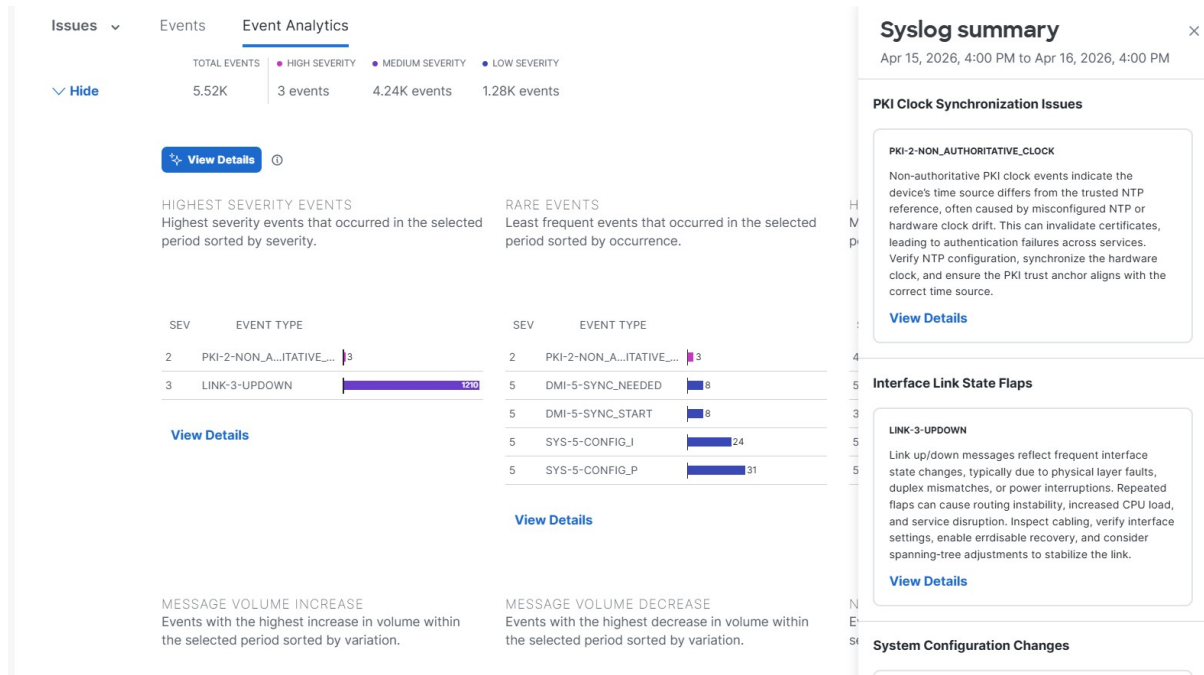 Issues
Events
Event Analytics
TOTAL EVENTS
HIGH SEVERITY
MEDIUM SEVERITY
LOW SEVERITY
Hide
5.52K
3 events
4.24K events
1.28K events
View Details
HIGHEST SEVERITY EVENTS
Highest severity events that occurred in the selected
period sorted by severity.
SEV EVENT TYPE
2 PKI-2-NON_A...ITATIVE_... 3
3 LINK-3-UPDOWN 1210
View Details
RARE EVENTS
Least frequent events that occurred in the selected
period sorted by occurrence.
SEV EVENT TYPE
2 PKI-2-NON_A...ITATIVE_... 3
5 DMI-5-SYNC_NEEDED 8
5 DMI-5-SYNC_START 8
5 SYS-5-CONFIG_I 24
5 SYS-5-CONFIG_P 31
View Details
MESSAGE VOLUME INCREASE
Events with the highest increase in volume within
the selected period sorted by variation.
MESSAGE VOLUME DECREASE
Events with the highest decrease in volume within
the selected period sorted by variation.
Syslog summary
Apr 15, 2026, 4:00 PM to Apr 16, 2026, 4:00 PM
PKI Clock Synchronization Issues
PKI-2-NON_AUTHORITATIVE_CLOCK
Non-authoritative PKI clock events indicate the
device's time source differs from the trusted NTP
reference, often caused by misconfigured NTP or
hardware clock drift. This can invalidate certificates,
leading to authentication failures across services.
Verify NTP configuration, synchronize the hardware
clock, and ensure the PKI trust anchor aligns with the
correct time source.
View Details
Interface Link State Flaps
LINK-3-UPDOWN
Link up/down messages reflect frequent interface
state changes, typically due to physical layer faults,
duplex mismatches, or power interruptions. Repeated
flaps can cause routing instability, increased CPU load,
and service disruption. Inspect cabling, verify interface
settings, enable errdisable recovery, and consider
spanning-tree adjustments to stabilize the link.
View Details
System Configuration Changes